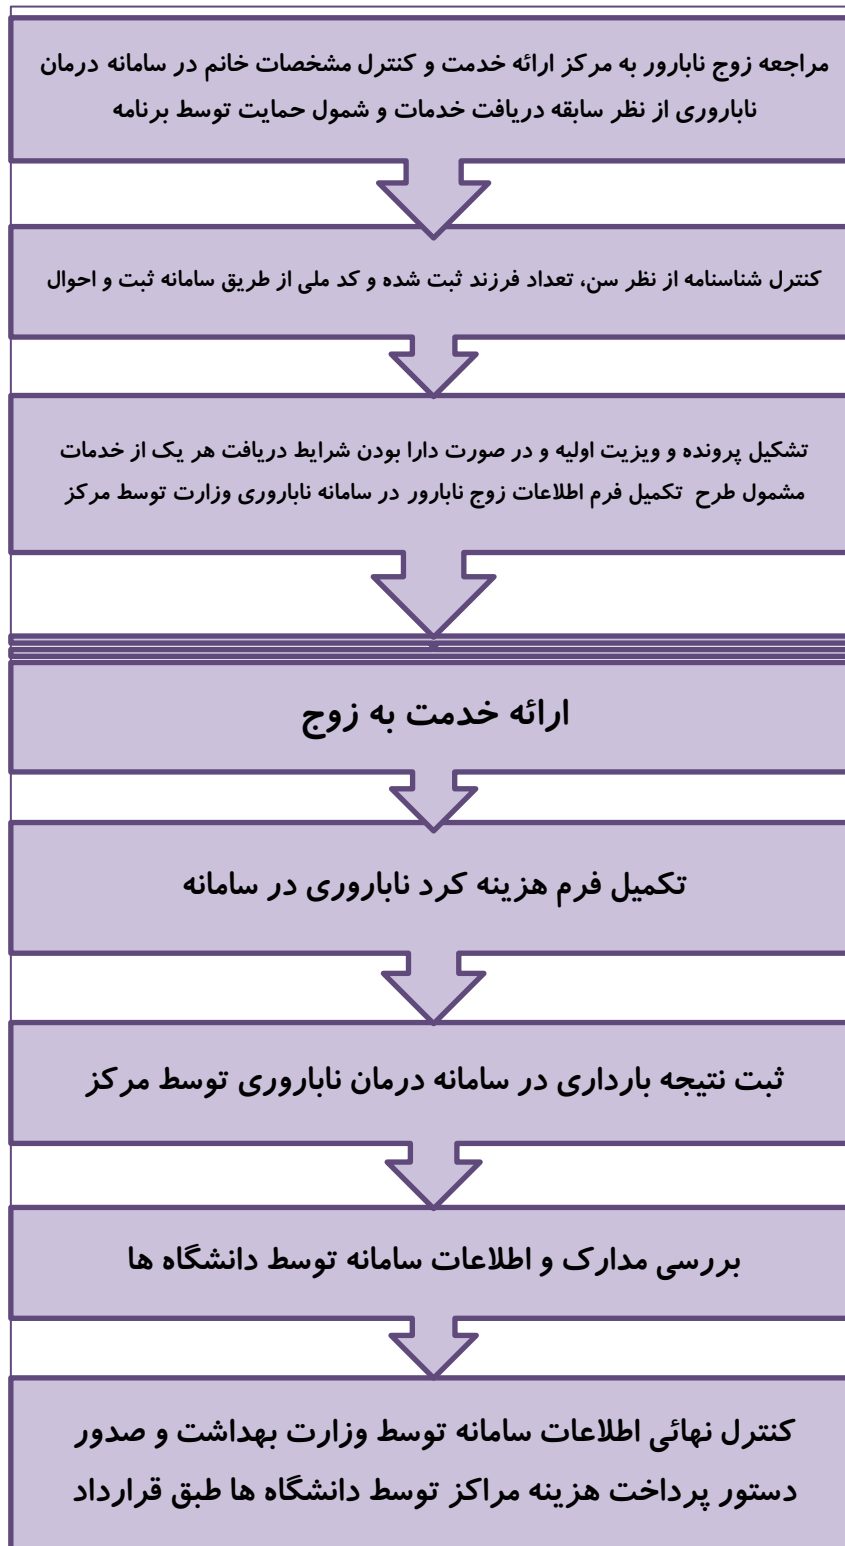 مراجعه زوج نابارور به مرکز ارائه خدمت و کنترل مشخصات خانم در سامانه درمان
ناباروری از نظر سابقه دریافت خدمات و شمول حمایت توسط برنامه
کنترل شناسنامه از نظر سن، تعداد فرزند ثبت شده و کد ملی از طریق سامانه ثبت و احوال
تشکیل پرونده و ویزیت اولیه و در صورت دارا بودن شرایط دریافت هر یک از خدمات
مشمول طرح تکمیل فرم اطلاعات زوج نابارور در سامانه ناباروری وزارت توسط مرکز
ارائه خدمت به زوج
تکمیل فرم هزینه کرد ناباروری در سامانه
ثبت نتیجه بارداری در سامانه درمان ناباروری توسط مرکز
بررسی مدارک و اطلاعات سامانه توسط دانشگاه ها
کنترل نهائی اطلاعات سامانه توسط وزارت بهداشت و صدور
دستور پرداخت هزینه مراکز توسط دانشگاه ها طبق قرارداد